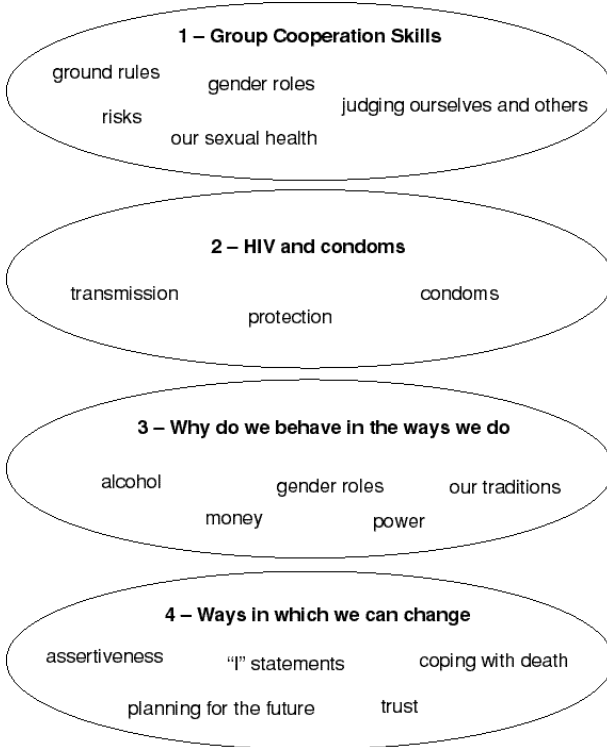 1 – Group Cooperation Skills
ground rules
gender roles
judging ourselves and others
risks
our sexual health
2 – HIV and condoms
transmission
condoms
protection
3 – Why do we behave in the ways we do
alcohol
gender roles
our traditions
money
power
4 – Ways in which we can change
assertiveness
“I” statements
coping with death
planning for the future
trust